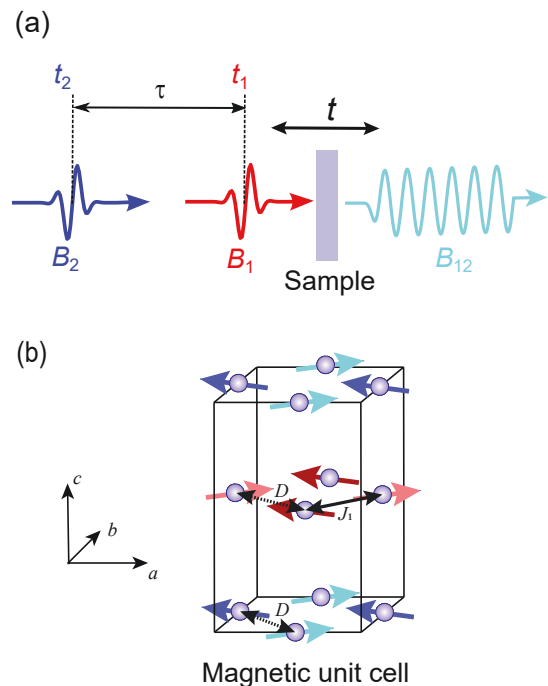 (a)
t2 τ t1 t
B2 B1 B12
Sample
(b)
D
J1
c
b
a
D
Magnetic unit cell